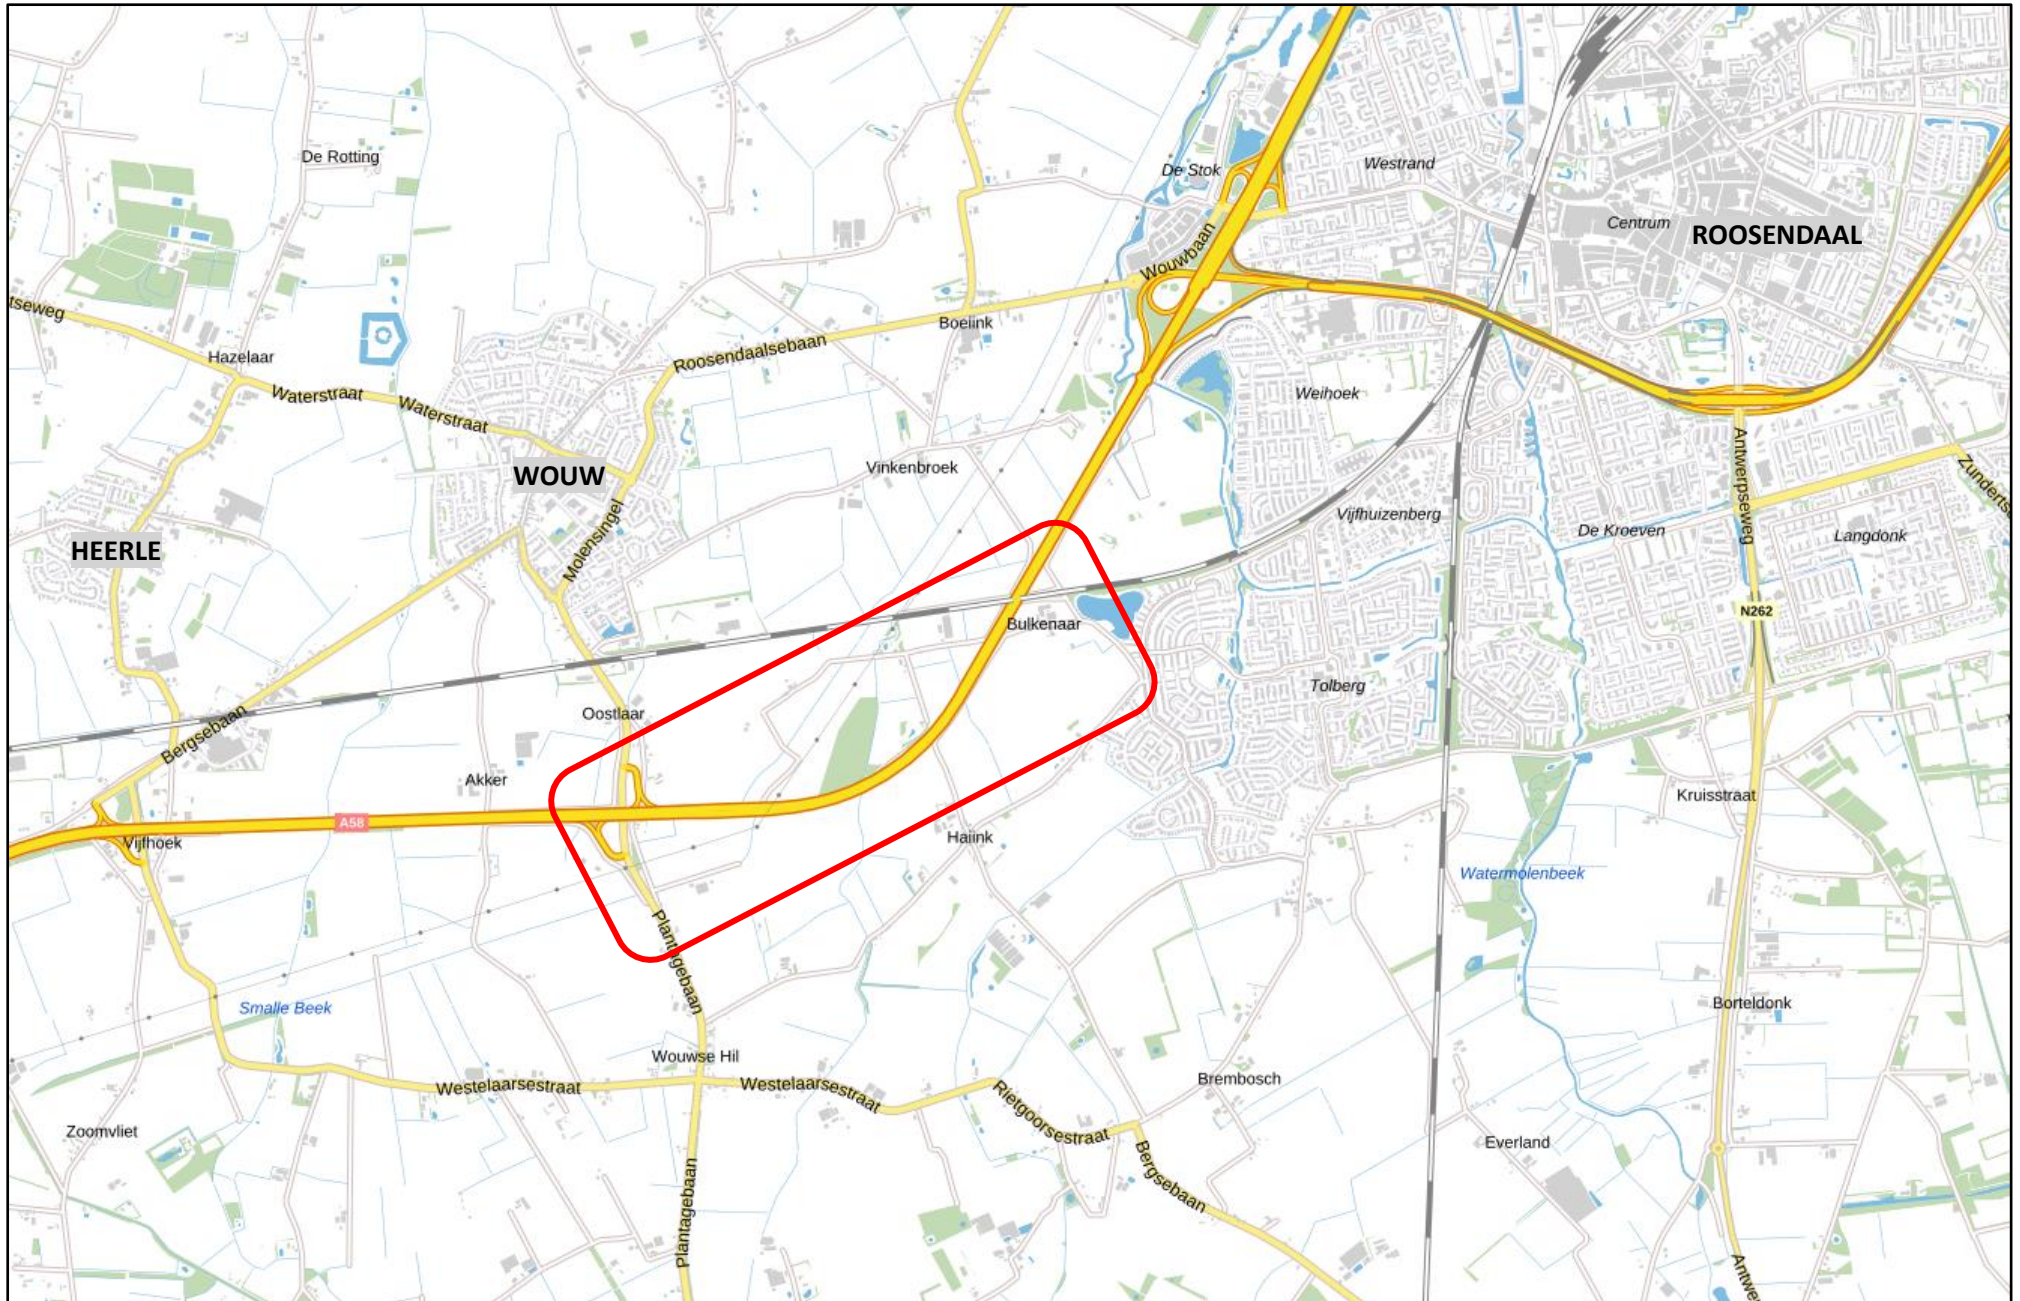 De Rotting
De Stok
Westrand
Centrum
ROOSENDAAL
Wouwbaan
tseweg
Boeiink
Hazelaar
Roosendaalsebaan
Waterstraat
Waterstraat
Weihoek
WOUW
Vinkenbroek
Antwerpseweg
Zunderts
Molensingel
Vijfhuizenberg
De Kroeven
Langdonk
HEERLE
N262
Bulkenaar
Tolberg
Oostlaar
Bergsebaan
Akker
Kruisstraat
A58
Vijfhoek
Haiink
Watermolenbeek
Plantagebaan
Smalle Beek
Borteldonk
Wouwse Hil
Westelaarsestraat
Westelaarsestraat
Brembosch
Rietgoorsestraat
Zoomvliet
Everland
Bergsebaan
Plantagebaan
Antwe